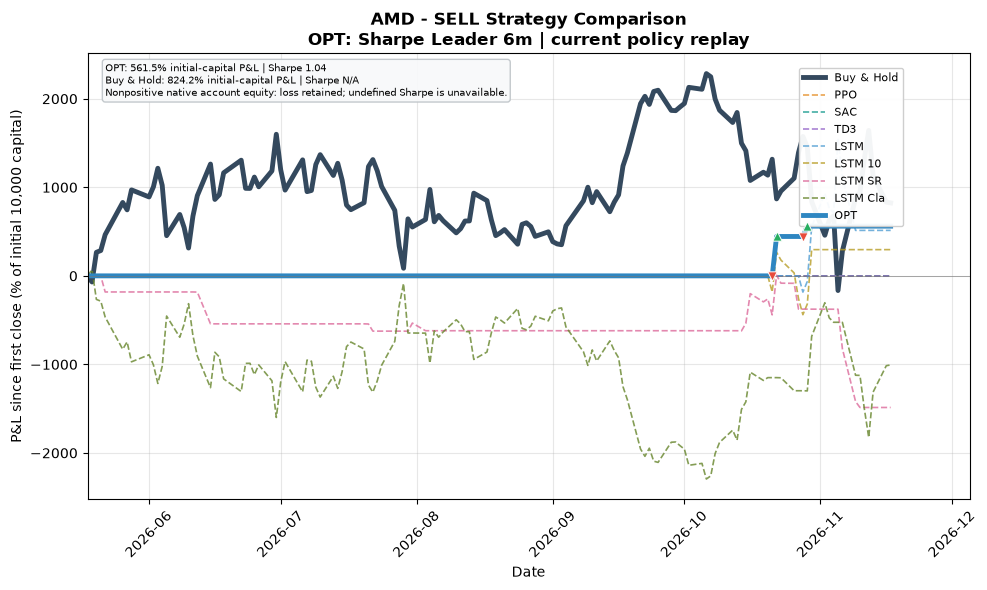 AMD - SELL Strategy Comparison
OPT: Sharpe Leader 6m | current policy replay
OPT: 561.5% initial-capital P&L | Sharpe 1.04
Buy & Hold: 824.2% initial-capital P&L | Sharpe N/A
Nonpositive native account equity: loss retained; undefined Sharpe is unavailable.
Buy & Hold
PPO
SAC
TD3
LSTM
LSTM 10
LSTM SR
LSTM Cla
OPT
P&L since first close (% of initial 10,000 capital)
2000
1000
0
−1000
−2000
2026-06
2026-07
2026-08
2026-09
2026-10
2026-11
2026-12
Date